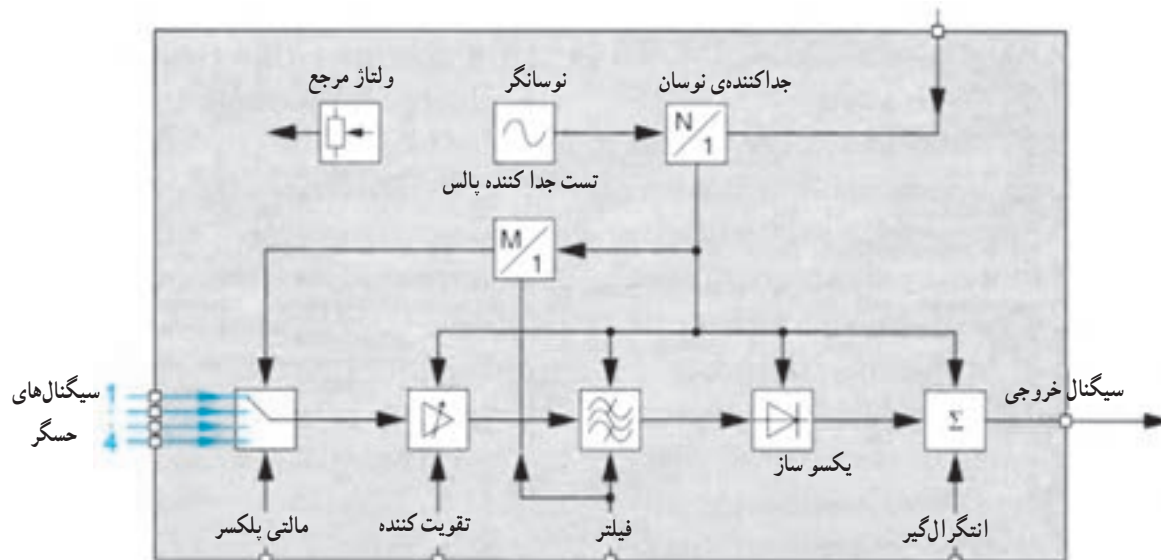 ولتاژ مرجع
نوسانگر
جداکننده‌ی نوسان
N/1
تست جدا کننده پالس
M/1
سیگنال‌های
حسگر
1
4
Σ
سیگنال خروجی
یکسو ساز
مالتی پلکسر
تقویت کننده
فیلتر
انتگرال‌گیر